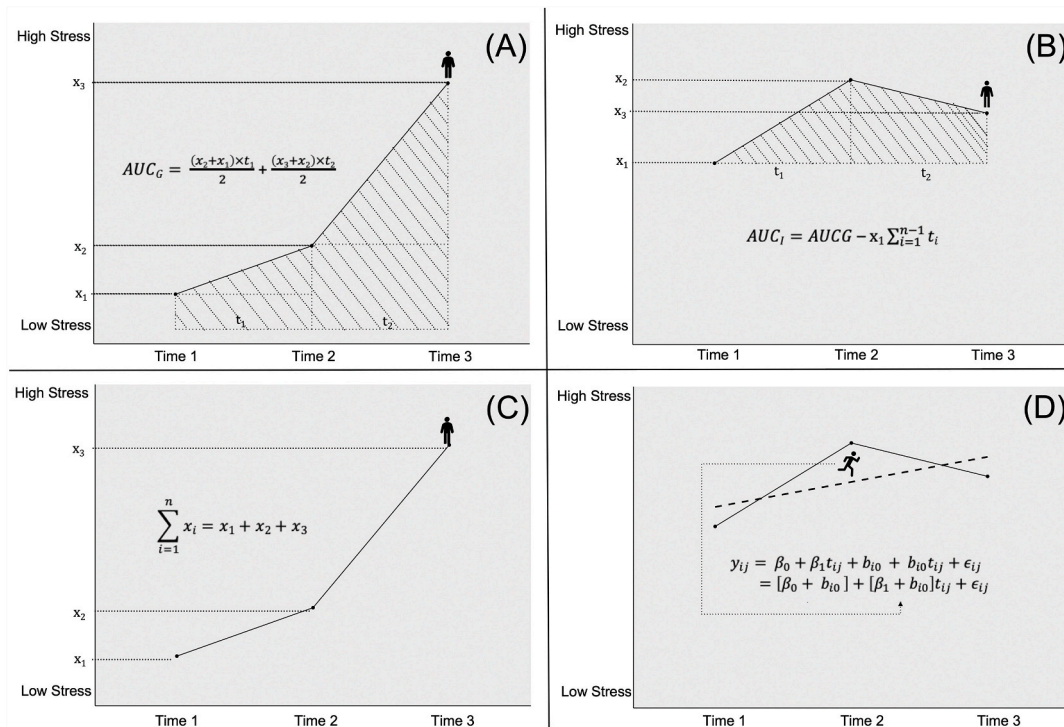 (A)
High Stress
x₃
AUC_G = (x₂+x₁)×t₁/2 + (x₃+x₂)×t₂/2
x₂
x₁
t₁
t₂
Low Stress
Time 1 Time 2 Time 3
(B)
High Stress
x₂
x₃
x₁
t₁
t₂
AUC_I = AUCG − x₁ ∑ⁿ⁻¹ᵢ₌₁ tᵢ
Low Stress
Time 1 Time 2 Time 3
(C)
High Stress
x₃
n
∑ xᵢ = x₁ + x₂ + x₃
i=1
x₂
x₁
Low Stress
Time 1 Time 2 Time 3
(D)
High Stress
y_ij = β₀ + β₁t_ij + b_i0 + b_i0t_ij + ϵ_ij
= [β₀ + b_i0] + [β₁ + b_i0]t_ij + ϵ_ij
Low Stress
Time 1 Time 2 Time 3